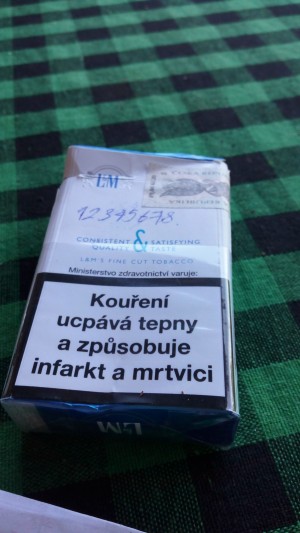 L&M
12345678
CONSISTENT & SATISFYING
QUALITY & TASTE
L&M'S FINE CUT TOBACCO
Ministerstvo zdravotnictví varuje:
Kouření
ucpává tepny
a způsobuje
infarkt a mrtvici
L&M